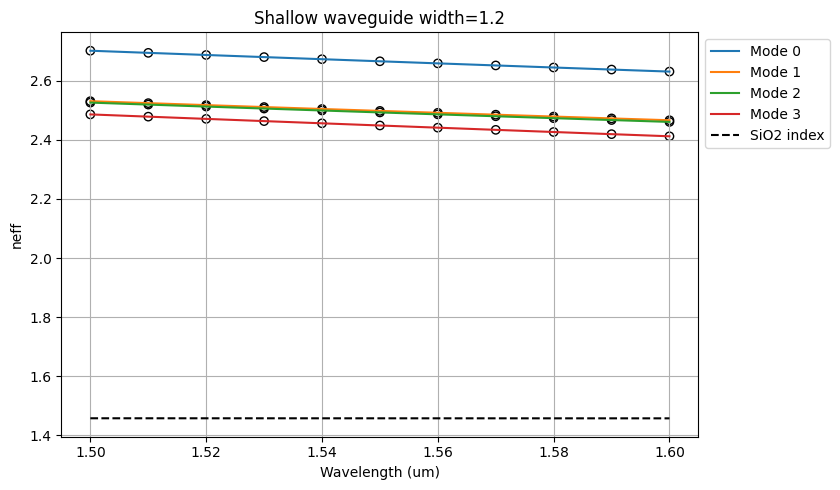 Shallow waveguide width=1.2
neff
2.6
2.4
2.2
2.0
1.8
1.6
1.4
1.50
1.52
1.54
1.56
1.58
1.60
Wavelength (um)
Mode 0
Mode 1
Mode 2
Mode 3
SiO2 index